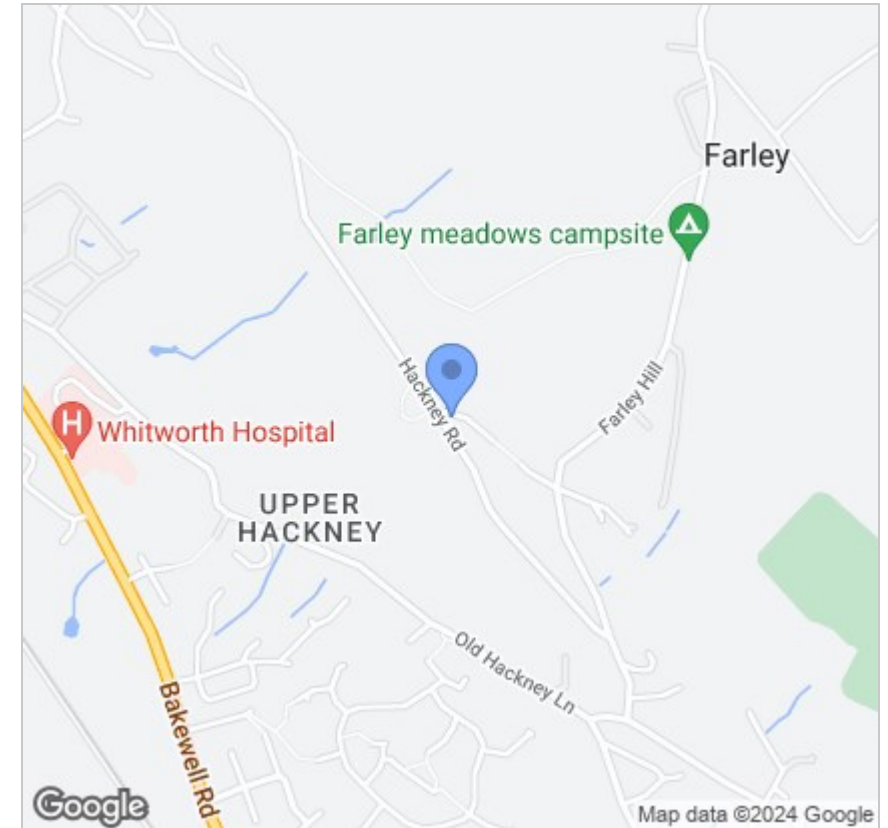 Farley
Farley meadows campsite
Hackney Rd
Farley Hill
H
Whitworth Hospital
UPPER
HACKNEY
Old Hackney Ln
Bakewell Rd
Google
Map data ©2024 Google